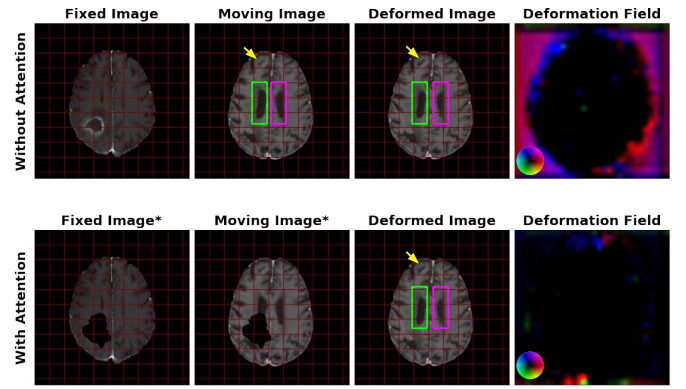 Fixed Image
Moving Image
Deformed Image
Deformation Field
Without Attention
Fixed Image*
Moving Image*
Deformed Image
Deformation Field
With Attention